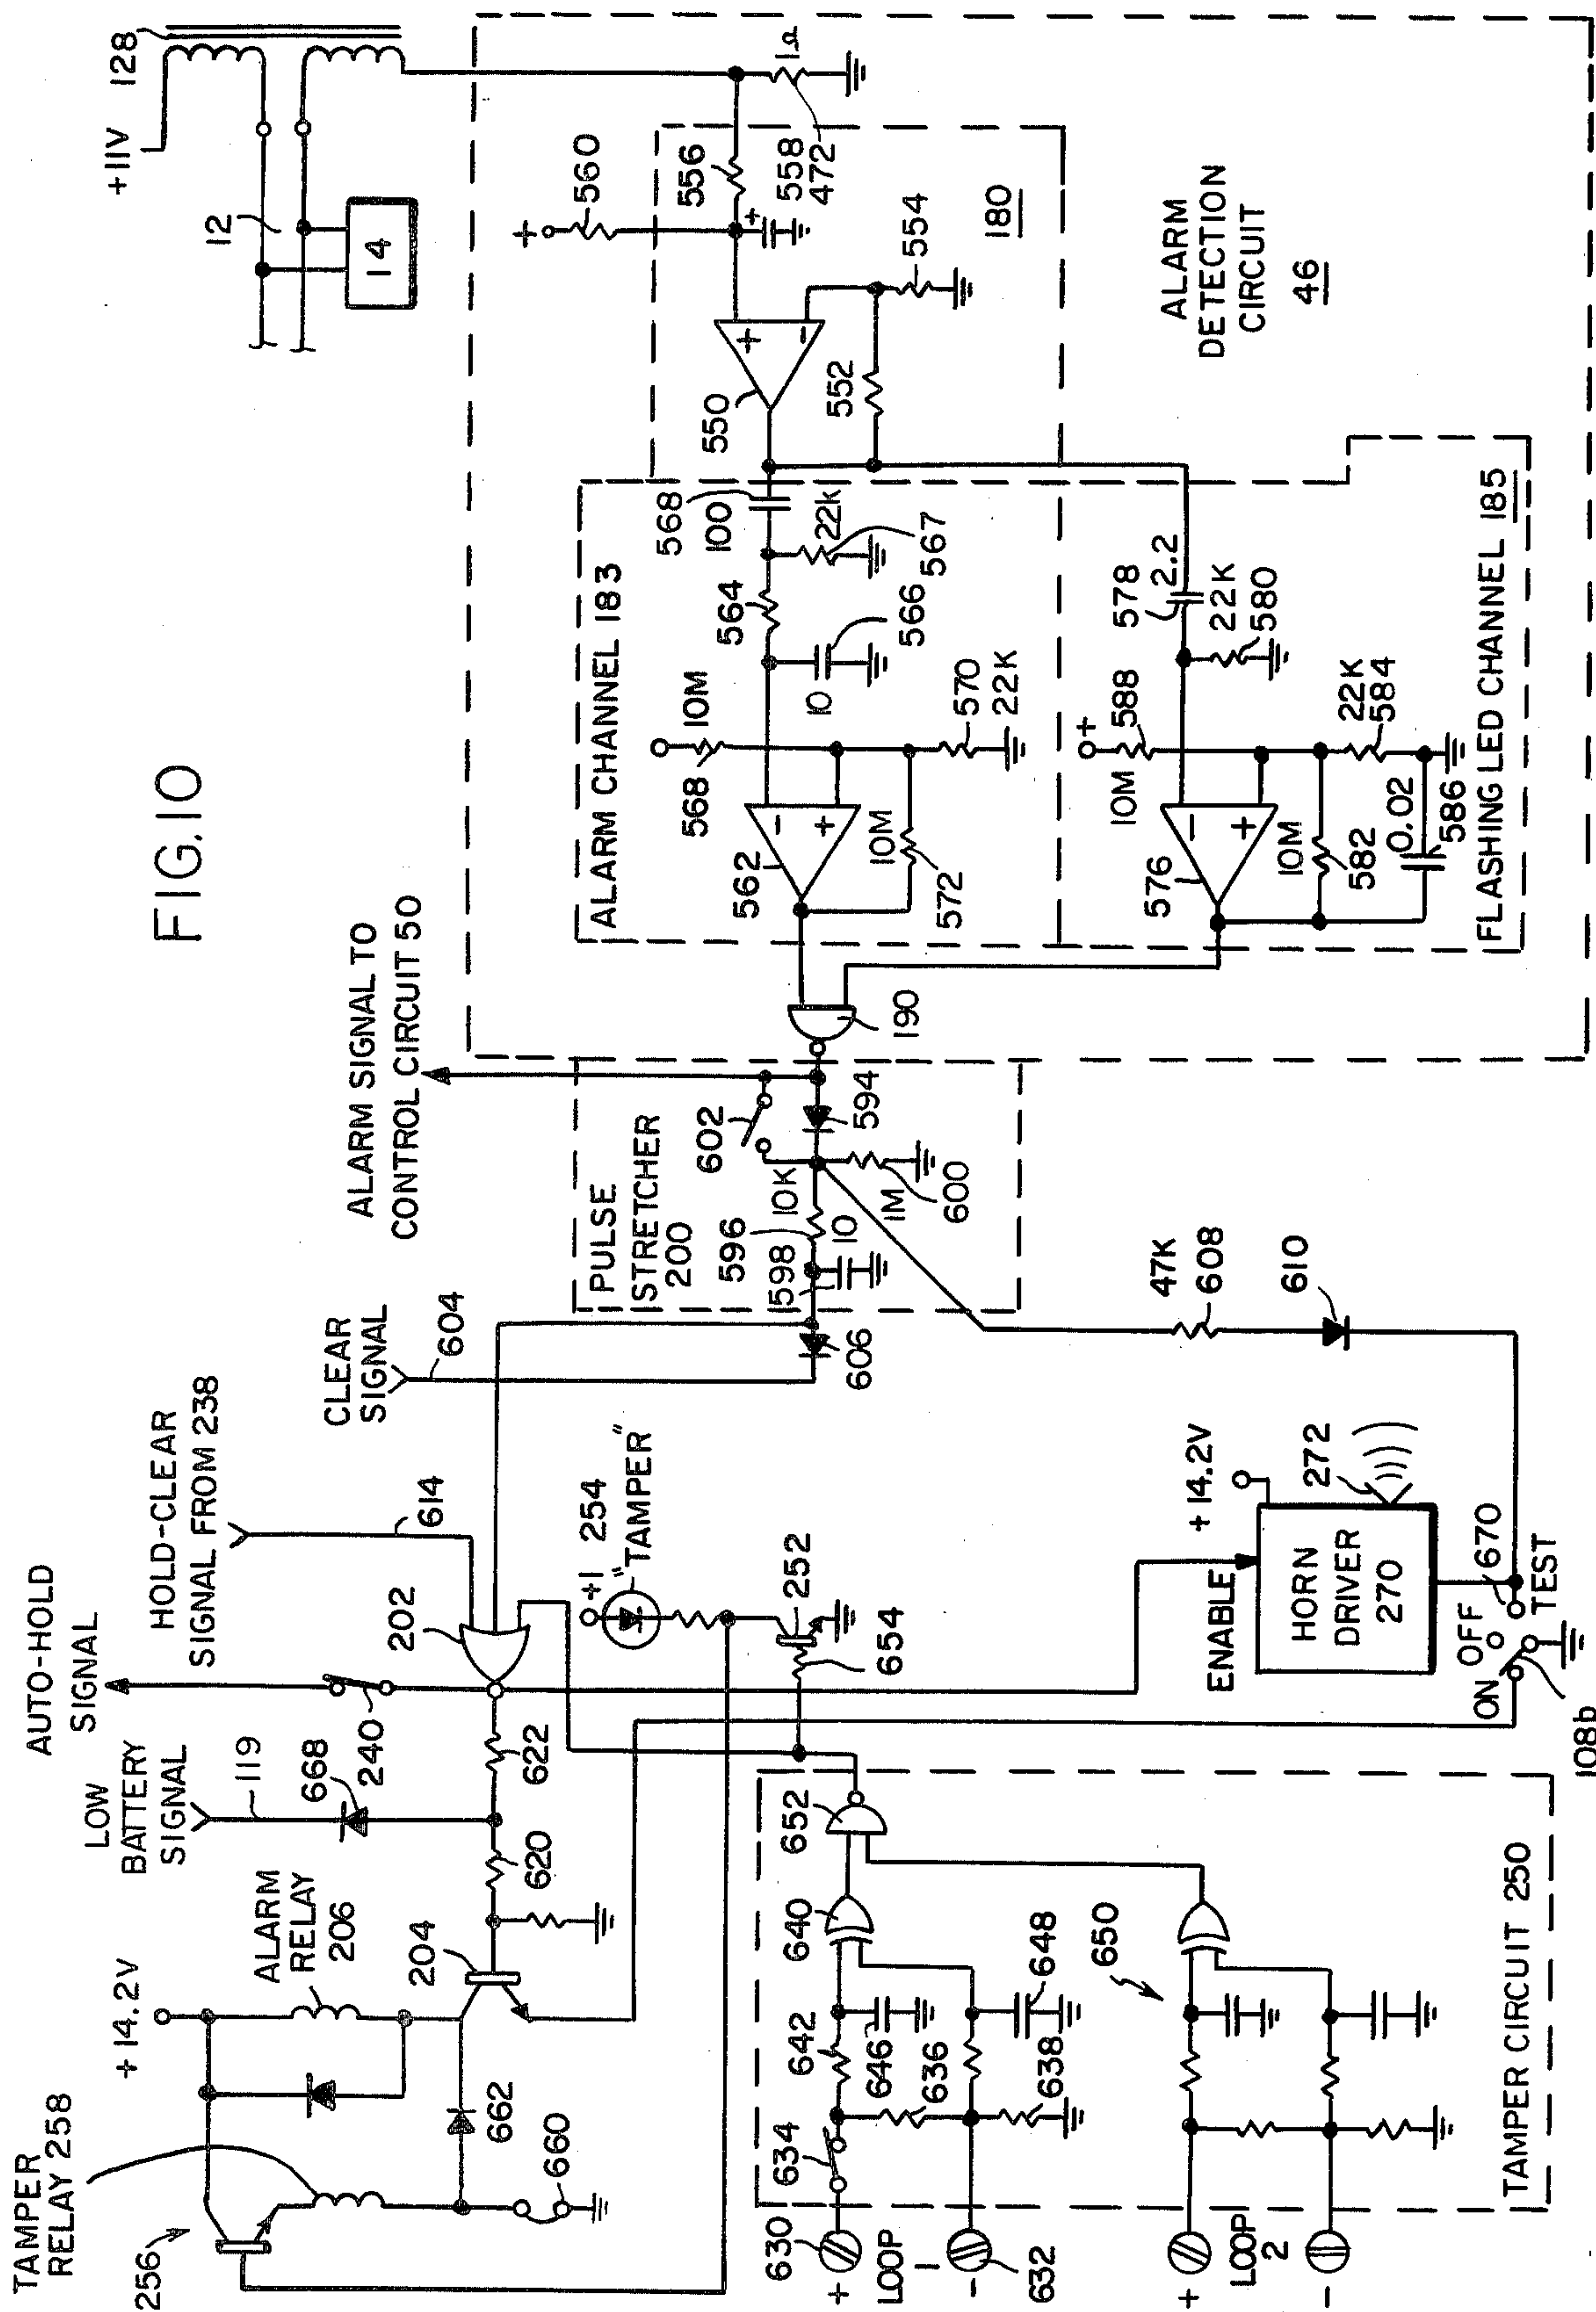 FIG.10
+11V
128
12
14
ALARM SIGNAL TO
CONTROL CIRCUIT 50
560
+
556
+
558
472
1Ω
180
554
+
-
550
552
ALARM
DETECTION
CIRCUIT
46
ALARM CHANNEL 183
568
100
22K
567
564
566
10
10M
568
570
22K
-
+
562
10M
572
FLASHING LED CHANNEL 185
578
2.2
22K
580
+
588
10M
22K
584
-
+
576
10M
582
0.02
586
190
PULSE
STRETCHER
200
602
594
10K
596
10
598
1M
600
CLEAR
SIGNAL
604
606
47K
608
610
HOLD-CLEAR
SIGNAL FROM 238
614
AUTO-HOLD
SIGNAL
202
240
+1
254
"TAMPER"
252
654
+14.2V
ENABLE
HORN
DRIVER
270
272
670
ON
OFF
TEST
108b
LOW
BATTERY
SIGNAL
119
668
622
620
ALARM
RELAY
206
+14.2V
204
TAMPER
RELAY 258
256
662
660
TAMPER CIRCUIT 250
652
640
650
642
646
648
636
638
634
630
+
LOOP
1
-
632
+
LOOP
2
-